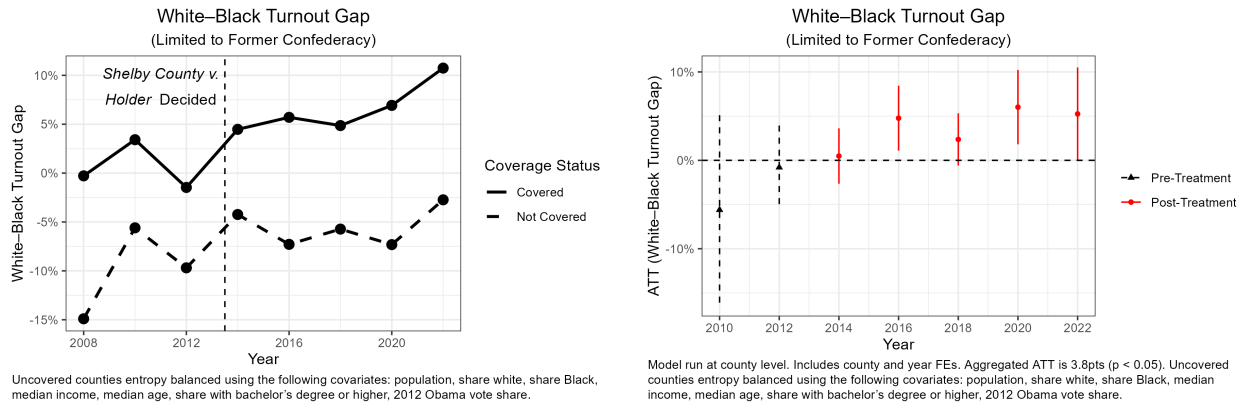 White–Black Turnout Gap
(Limited to Former Confederacy)
White–Black Turnout Gap
10%
5%
0%
-5%
-10%
-15%
Shelby County v.
Holder Decided
2008
2012
2016
2020
Year
Coverage Status
Covered
Not Covered
Uncovered counties entropy balanced using the following covariates: population, share white, share Black,
median income, median age, share with bachelor's degree or higher, 2012 Obama vote share.
White–Black Turnout Gap
(Limited to Former Confederacy)
ATT (White–Black Turnout Gap)
10%
0%
-10%
2010
2012
2014
2016
2018
2020
2022
Year
Pre-Treatment
Post-Treatment
Model run at county level. Includes county and year FEs. Aggregated ATT is 3.8pts (p < 0.05). Uncovered
counties entropy balanced using the following covariates: population, share white, share Black, median
income, median age, share with bachelor's degree or higher, 2012 Obama vote share.